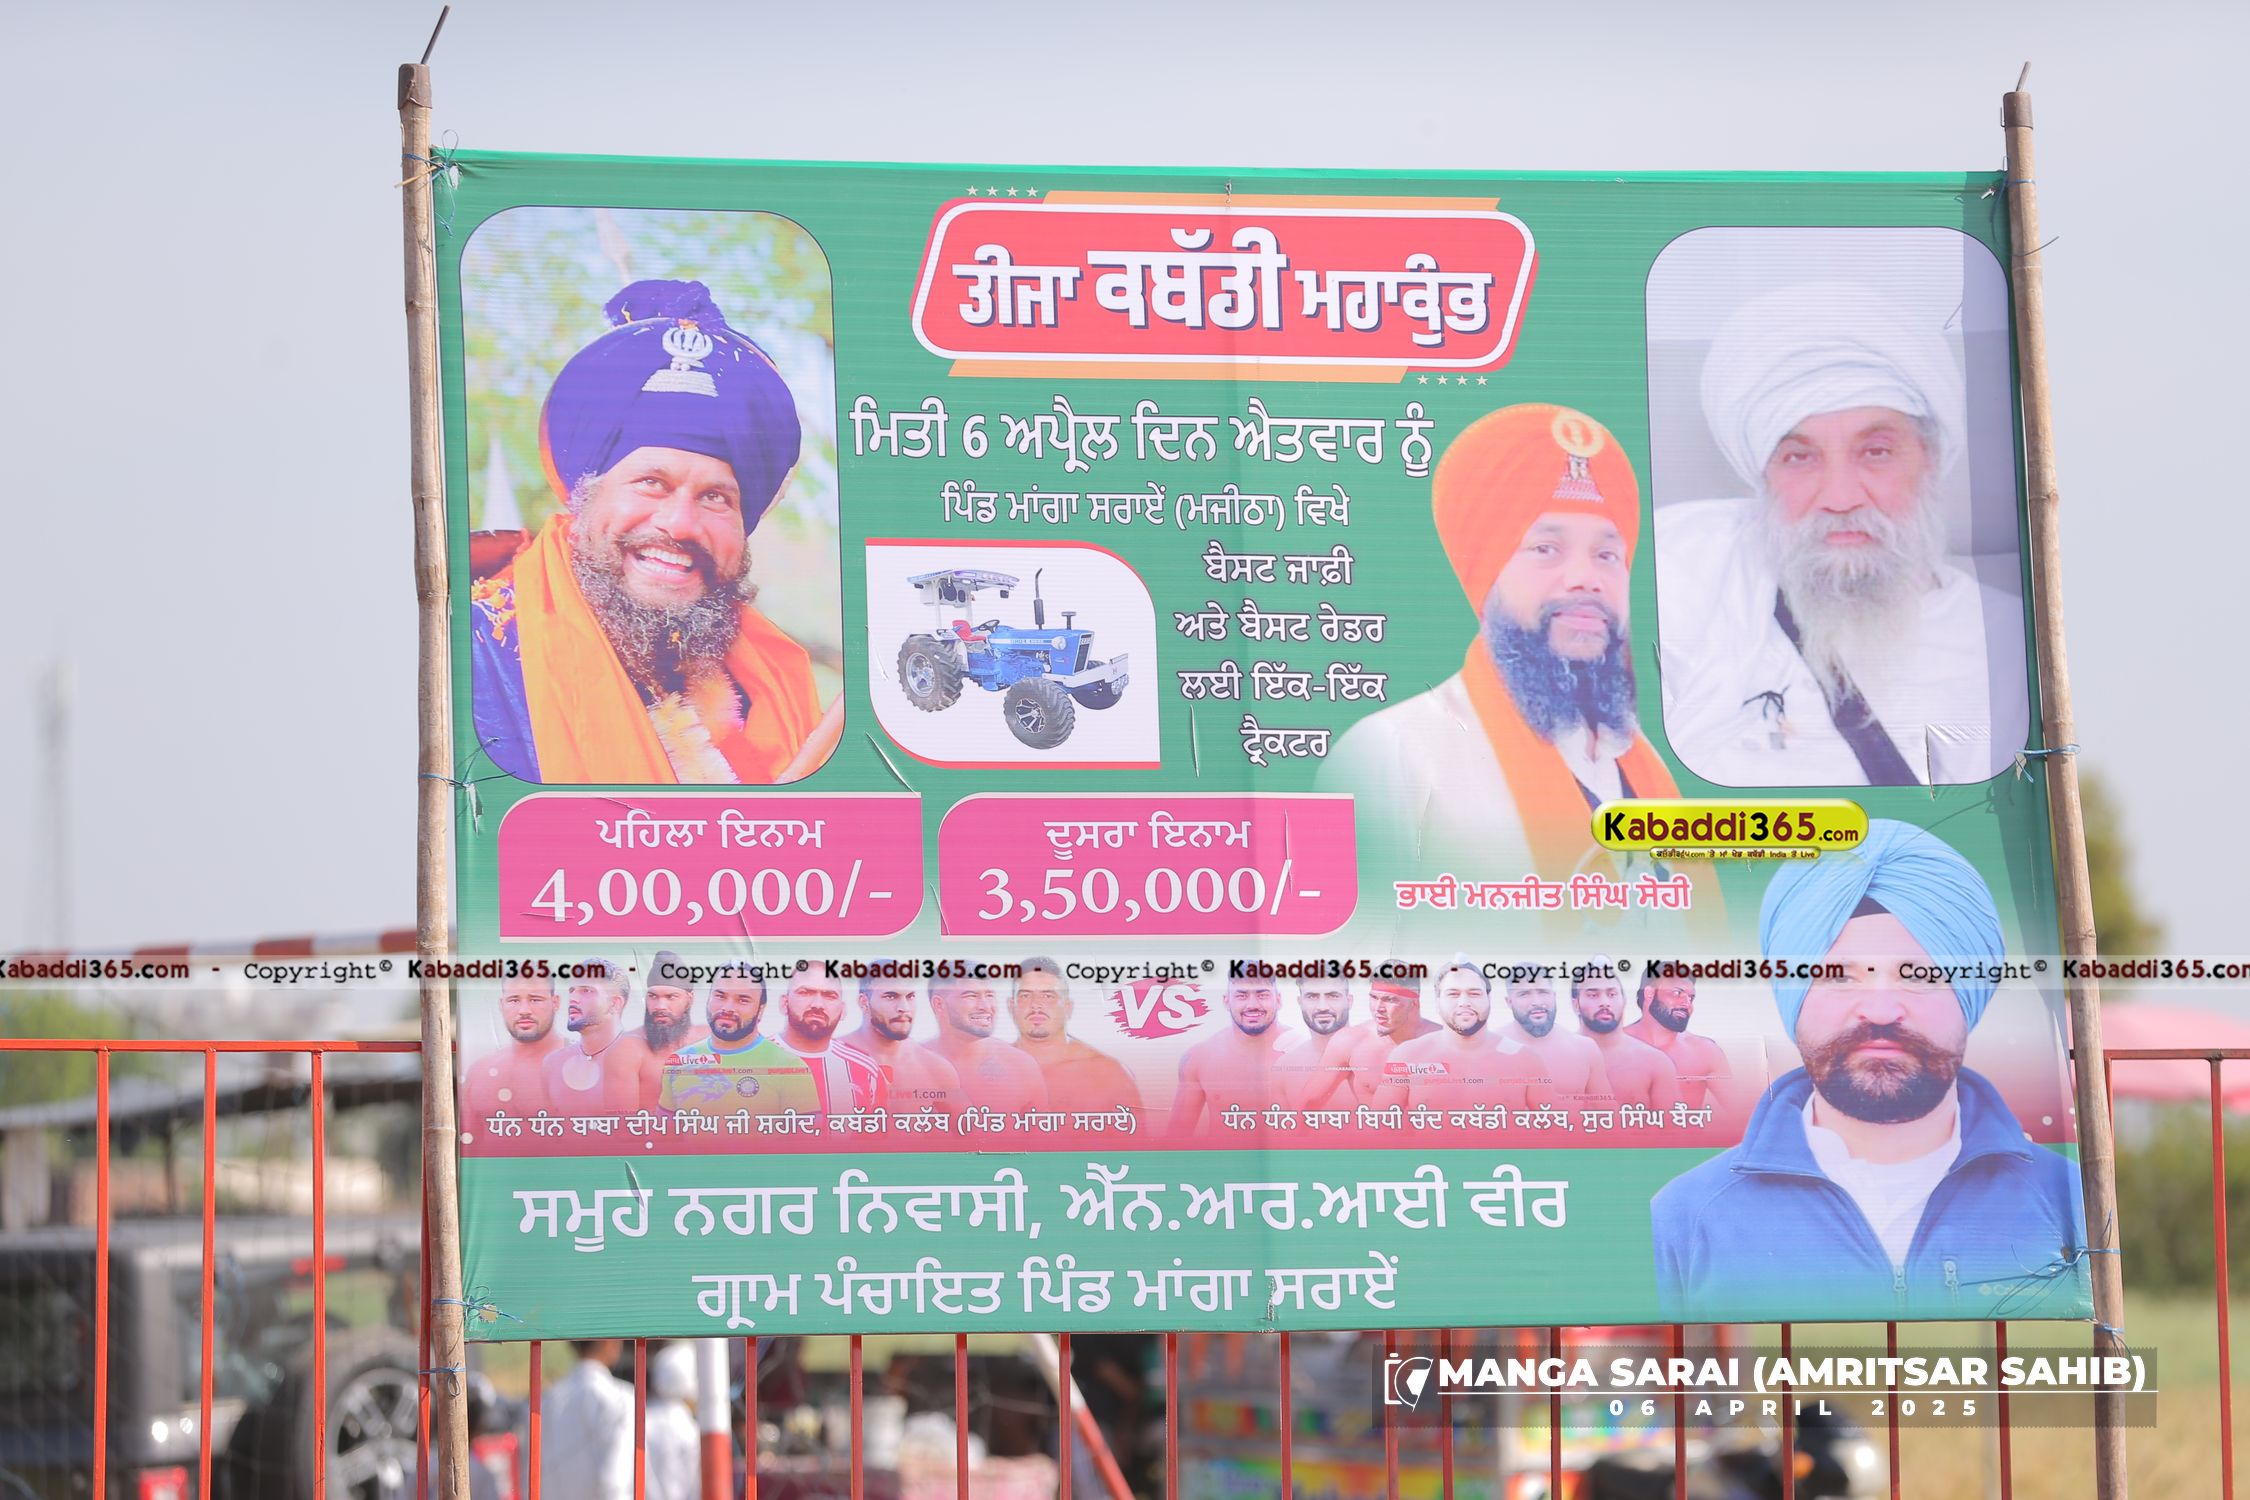 ਤੀਜਾ ਕਬੱਡੀ ਮਹਾਕੁੰਭ
ਮਿਤੀ 6 ਅਪ੍ਰੈਲ ਦਿਨ ਐਤਵਾਰ ਨੂੰ
ਪਿੰਡ ਮਾਂਗਾ ਸਰਾਏਂ (ਮਜੀਠਾ) ਵਿਖੇ
ਬੈਸਟ ਜਾਫ਼ੀ
ਅਤੇ ਬੈਸਟ ਰੇਡਰ
ਲਈ ਇੱਕ-ਇੱਕ
ਟ੍ਰੈਕਟਰ
ਪਹਿਲਾ ਇਨਾਮ
4,00,000/-
ਦੂਸਰਾ ਇਨਾਮ
3,50,000/-
Kabaddi365.com
ਭਾਈ ਮਨਜੀਤ ਸਿੰਘ ਸੋਹੀ
Kabaddi365.com - Copyright© Kabaddi365.com - Copyright© Kabaddi365.com - Copyright© Kabaddi365.com - Copyright© Kabaddi365.com - Copyright© Kabaddi365.com
VS
ਧੰਨ ਧੰਨ ਬਾਬਾ ਦੀਪ ਸਿੰਘ ਜੀ ਸ਼ਹੀਦ, ਕਬੱਡੀ ਕਲੱਬ (ਪਿੰਡ ਮਾਂਗਾ ਸਰਾਏਂ)
ਧੰਨ ਧੰਨ ਬਾਬਾ ਬਿਧੀ ਚੰਦ ਕਬੱਡੀ ਕਲੱਬ, ਸੁਰ ਸਿੰਘ ਬੈਂਕਾਂ
ਸਮੂਹ ਨਗਰ ਨਿਵਾਸੀ, ਐੱਨ.ਆਰ.ਆਈ ਵੀਰ
ਗ੍ਰਾਮ ਪੰਚਾਇਤ ਪਿੰਡ ਮਾਂਗਾ ਸਰਾਏਂ
MANGA SARAI (AMRITSAR SAHIB)
06 APRIL 2025